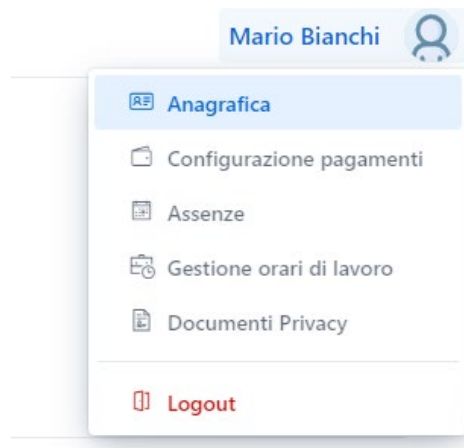 Mario Bianchi
Anagrafica
Configurazione pagamenti
Assenze
Gestione orari di lavoro
Documenti Privacy
Logout